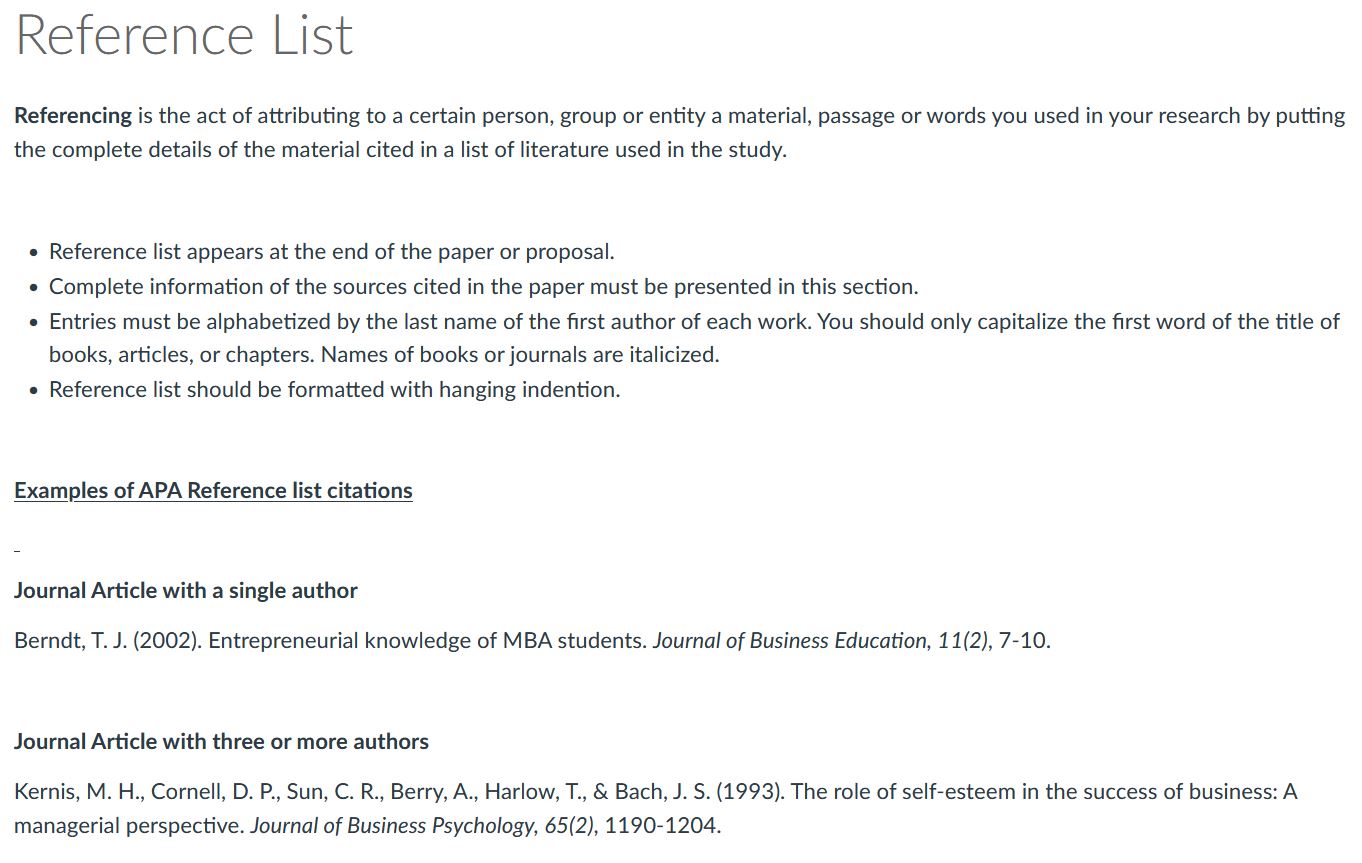 Reference List
Referencing is the act of attributing to a certain person, group or entity a material, passage or words you used in your research by putting
the complete details of the material cited in a list of literature used in the study.
• Reference list appears at the end of the paper or proposal.
• Complete information of the sources cited in the paper must be presented in this section.
• Entries must be alphabetized by the last name of the first author of each work. You should only capitalize the first word of the title of
books, articles, or chapters. Names of books or journals are italicized.
• Reference list should be formatted with hanging indention.
Examples of APA Reference list citations
Journal Article with a single author
Berndt, T. J. (2002). Entrepreneurial knowledge of MBA students. Journal of Business Education, 11(2), 7-10.
Journal Article with three or more authors
Kernis, M. H., Cornell, D. P., Sun, C. R., Berry, A., Harlow, T., & Bach, J. S. (1993). The role of self-esteem in the success of business: A
managerial perspective. Journal of Business Psychology, 65(2), 1190-1204.